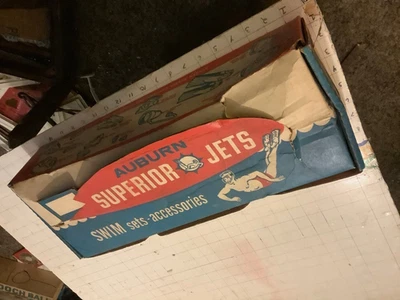 AUBURN
SUPERIOR JETS
SWIM sets-accessories